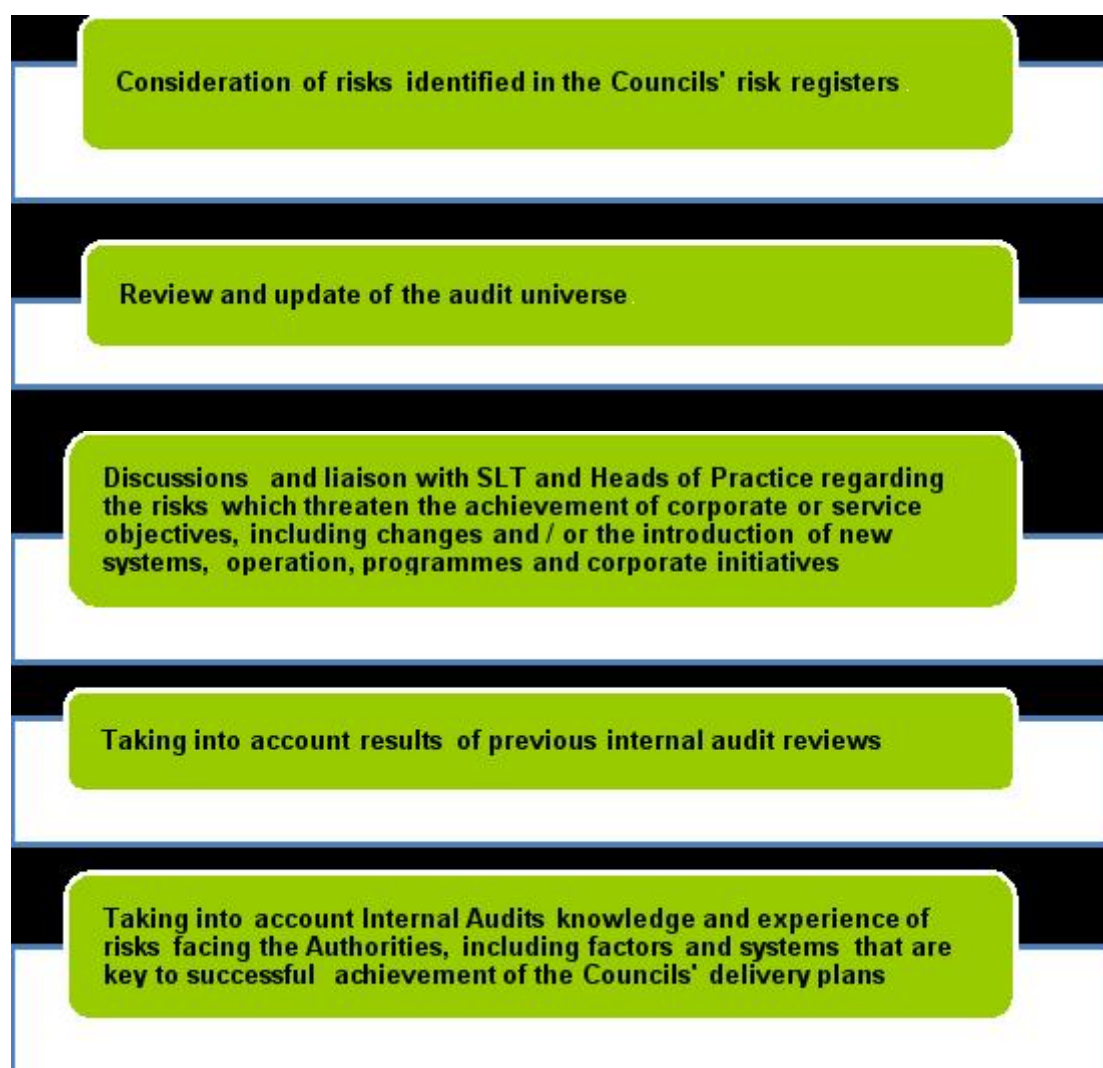 Consideration of risks identified in the Councils' risk registers
Review and update of the audit universe
Discussions and liaison with SLT and Heads of Practice regarding
the risks which threaten the achievement of corporate or service
objectives, including changes and / or the introduction of new
systems, operation, programmes and corporate initiatives
Taking into account results of previous internal audit reviews
Taking into account Internal Audits knowledge and experience of
risks facing the Authorities, including factors and systems that are
key to successful achievement of the Councils' delivery plans